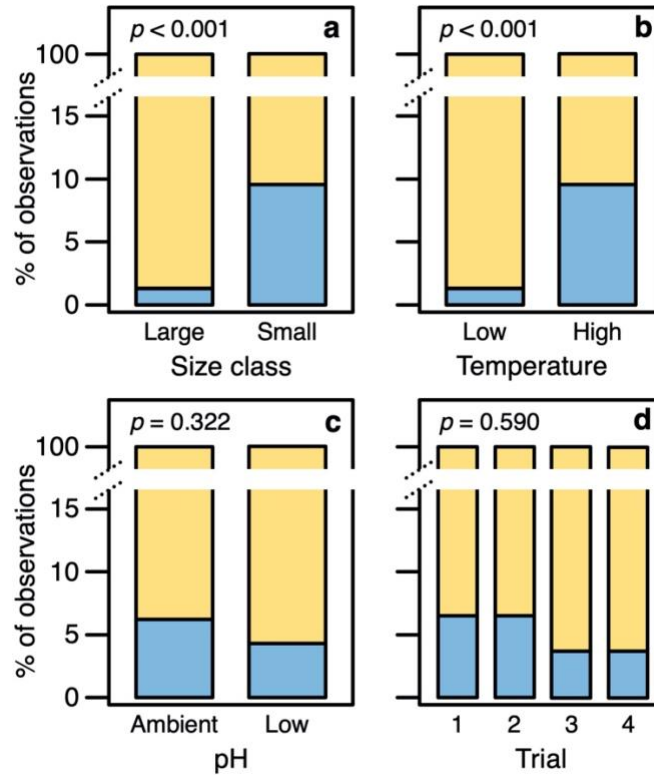 p < 0.001 a
100
15
10
5
0
% of observations
Large Small
Size class
p < 0.001 b
Low High
Temperature
p = 0.322 c
100
15
10
5
0
% of observations
Ambient Low
pH
p = 0.590 d
1 2 3 4
Trial